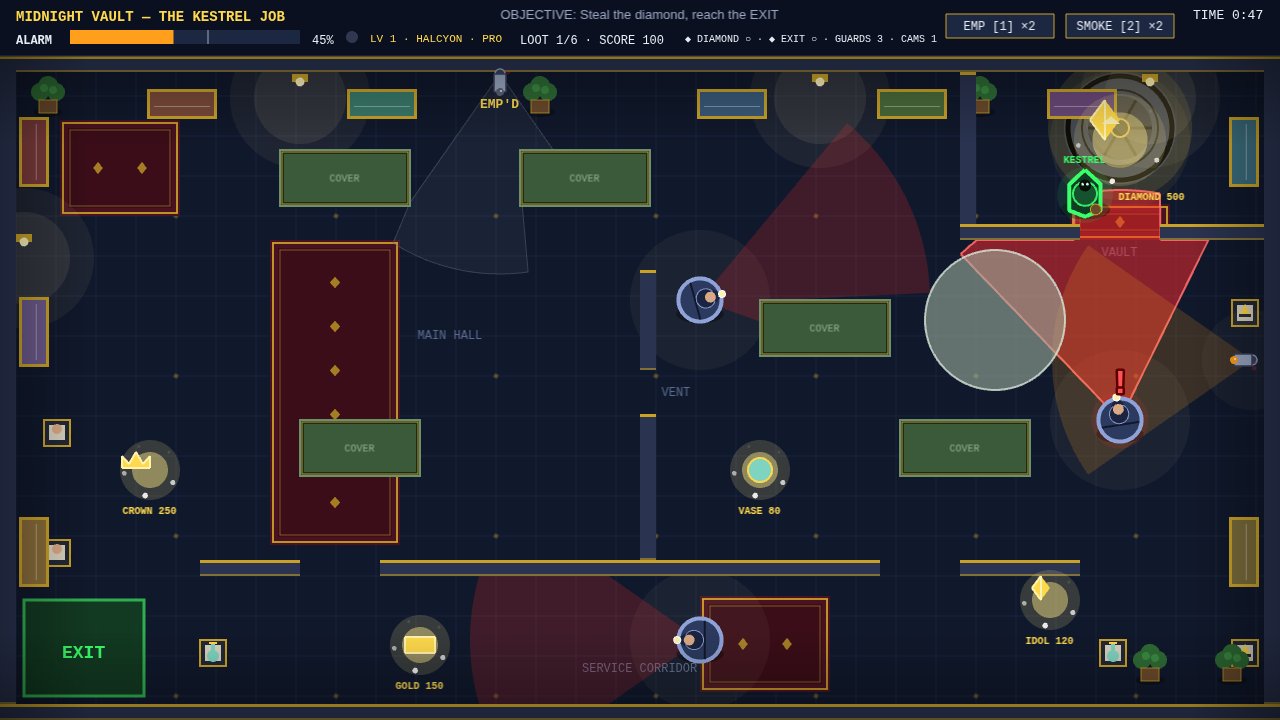 MIDNIGHT VAULT — THE KESTREL JOB
OBJECTIVE: Steal the diamond, reach the EXIT
EMP [1] ×2
SMOKE [2] ×2
TIME 0:47
ALARM
45%
LV 1 · HALCYON · PRO
LOOT 1/6 · SCORE 100
◆ DIAMOND ○ · ◆ EXIT ○ · GUARDS 3 · CAMS 1
EMP'D
KESTREL
COVER
COVER
DIAMOND 500
VAULT
MAIN HALL
COVER
!
VENT
COVER
COVER
CROWN 250
VASE 80
IDOL 120
EXIT
SERVICE CORRIDOR
GOLD 150